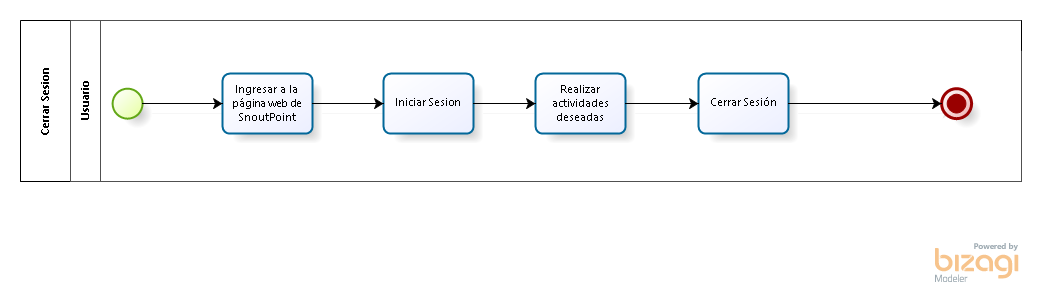 Cerrar Sesion
Usuario
Ingresar a la
página web de
SnoutPoint
Iniciar Sesion
Realizar
actividades
deseadas
Cerrar Sesión
Powered by
bizagi
Modeler